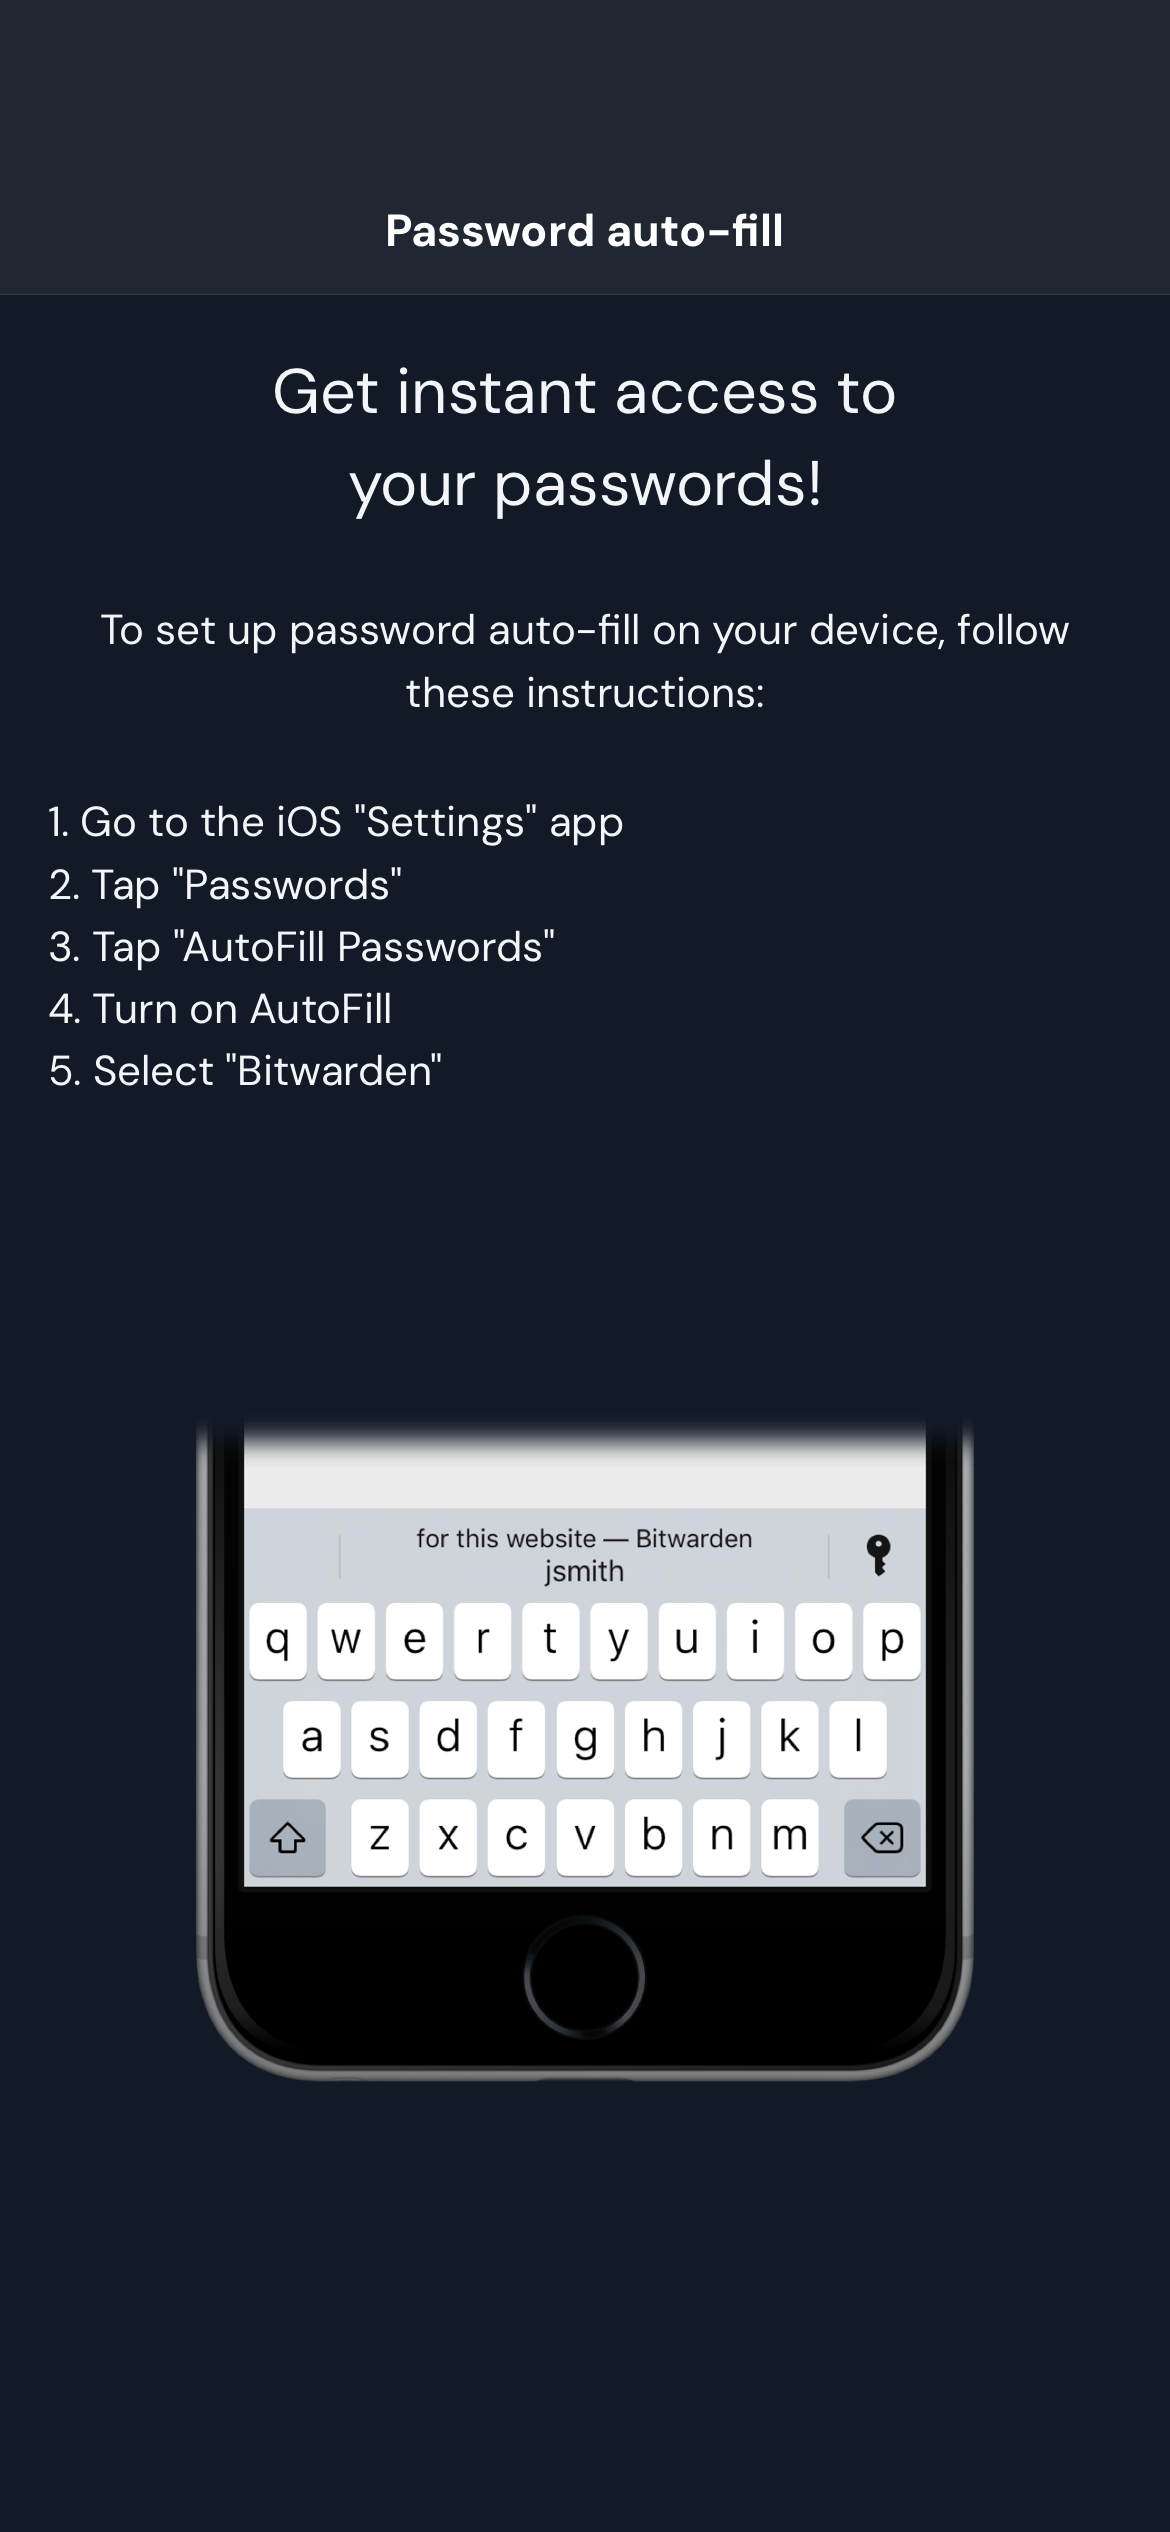 Password auto-fill
Get instant access to
your passwords!
To set up password auto-fill on your device, follow
these instructions:
1. Go to the iOS "Settings" app
2. Tap "Passwords"
3. Tap "AutoFill Passwords"
4. Turn on AutoFill
5. Select "Bitwarden"
for this website — Bitwarden
jsmith
q w e r t y u i o p
a s d f g h j k l
z x c v b n m